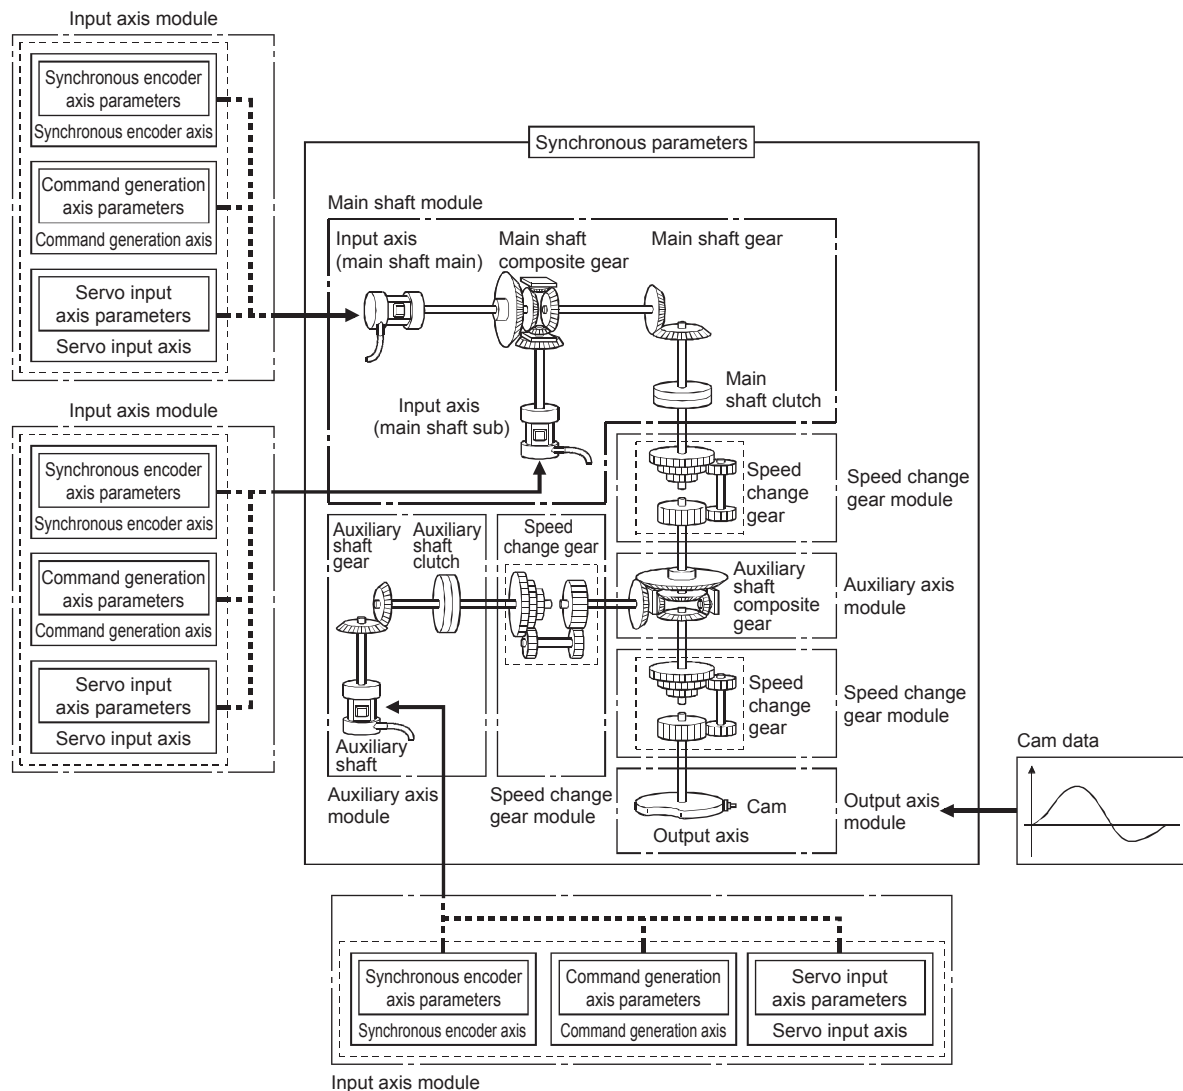 Input axis module
Synchronous encoder
axis parameters
Synchronous encoder axis
Command generation
axis parameters
Command generation axis
Servo input
axis parameters
Servo input axis
Input axis module
Synchronous encoder
axis parameters
Synchronous encoder axis
Command generation
axis parameters
Command generation axis
Servo input
axis parameters
Servo input axis
Synchronous parameters
Main shaft module
Input axis
(main shaft main)
Main shaft
composite gear
Main shaft gear
Main
shaft clutch
Input axis
(main shaft sub)
Speed
change
gear
Speed change
gear module
Auxiliary
shaft
gear
Auxiliary
shaft
clutch
Speed
change gear
Auxiliary
shaft
composite
gear
Auxiliary axis
module
Speed
change
gear
Speed change
gear module
Auxiliary
shaft
Auxiliary axis
module
Speed change
gear module
Cam
Output axis
Output axis
module
Cam data
Synchronous encoder
axis parameters
Synchronous encoder axis
Command generation
axis parameters
Command generation axis
Servo input
axis parameters
Servo input axis
Input axis module